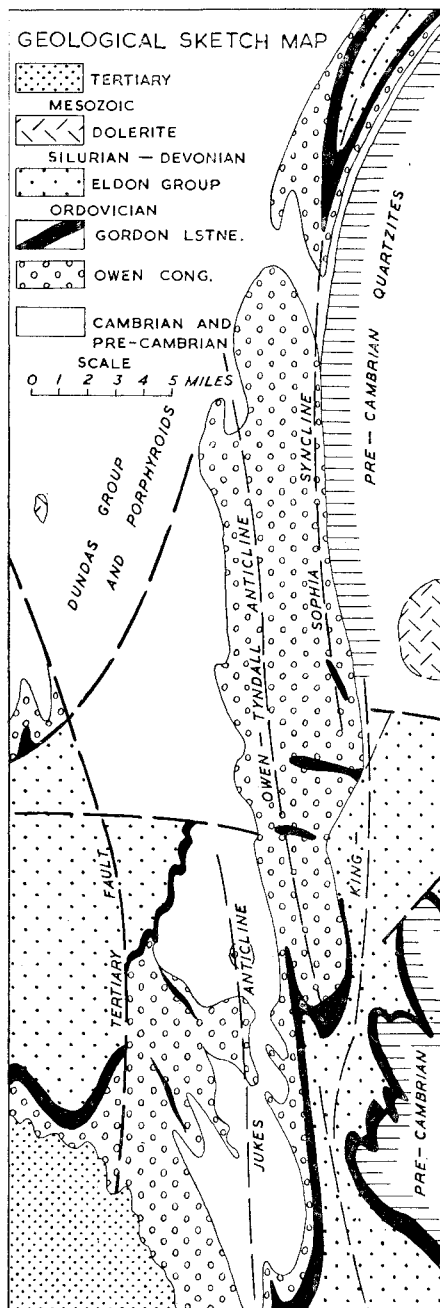 GEOLOGICAL SKETCH MAP
TERTIARY
MESOZOIC
DOLERITE
SILURIAN — DEVONIAN
ELDON GROUP
ORDOVICIAN
GORDON LSTNE.
OWEN CONG.
CAMBRIAN AND
PRE-CAMBRIAN
SCALE
0 1 2 3 4 5 MILES
PRE-CAMBRIAN QUARTZITES
DUNDAS GROUP
AND PORPHYROIDS
SOPHIA SYNCLINE
OWEN — TYNDALL ANTICLINE
KING
TERTIARY FAULT.
JUKES ANTICLINE
PRE-CAMBRIAN